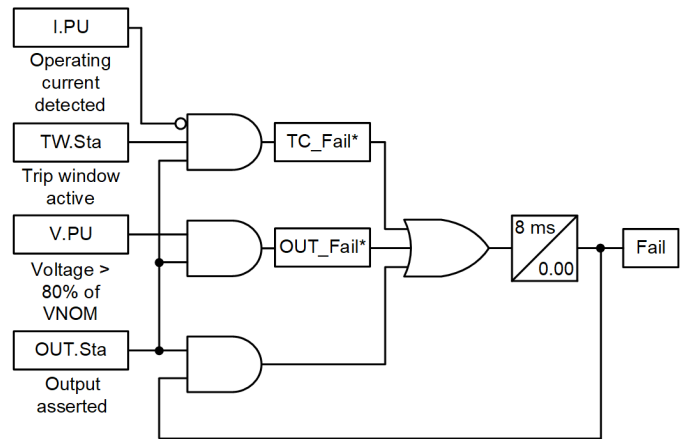 I.PU
Operating
current
detected
TW.Sta
Trip window
active
V.PU
Voltage >
80% of
VNOM
OUT.Sta
Output
asserted
TC_Fail*
OUT_Fail*
8 ms
0.00
Fail